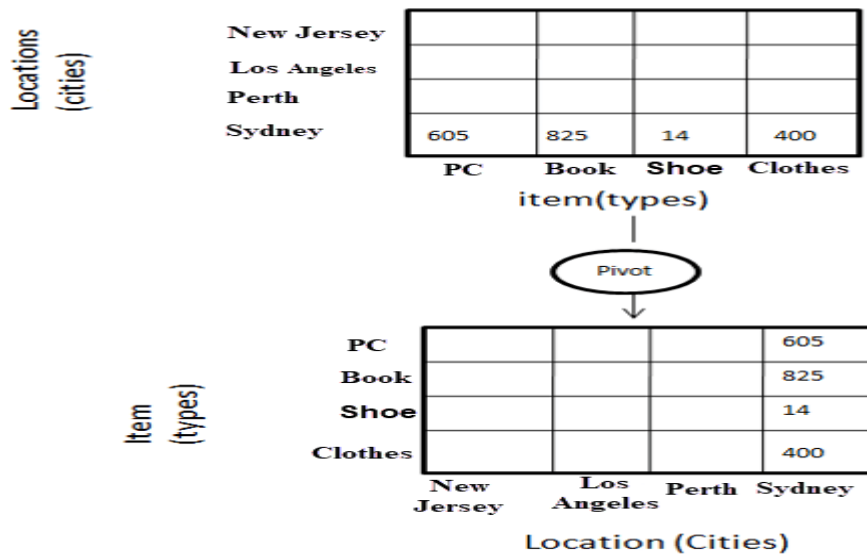 Locations
(cities)
New Jersey
Los Angeles
Perth
Sydney
605 825 14 400
PC Book Shoe Clothes
item(types)
Pivot
Item
(types)
PC 605
Book 825
Shoe 14
Clothes 400
New Jersey Los Angeles Perth Sydney
Location (Cities)